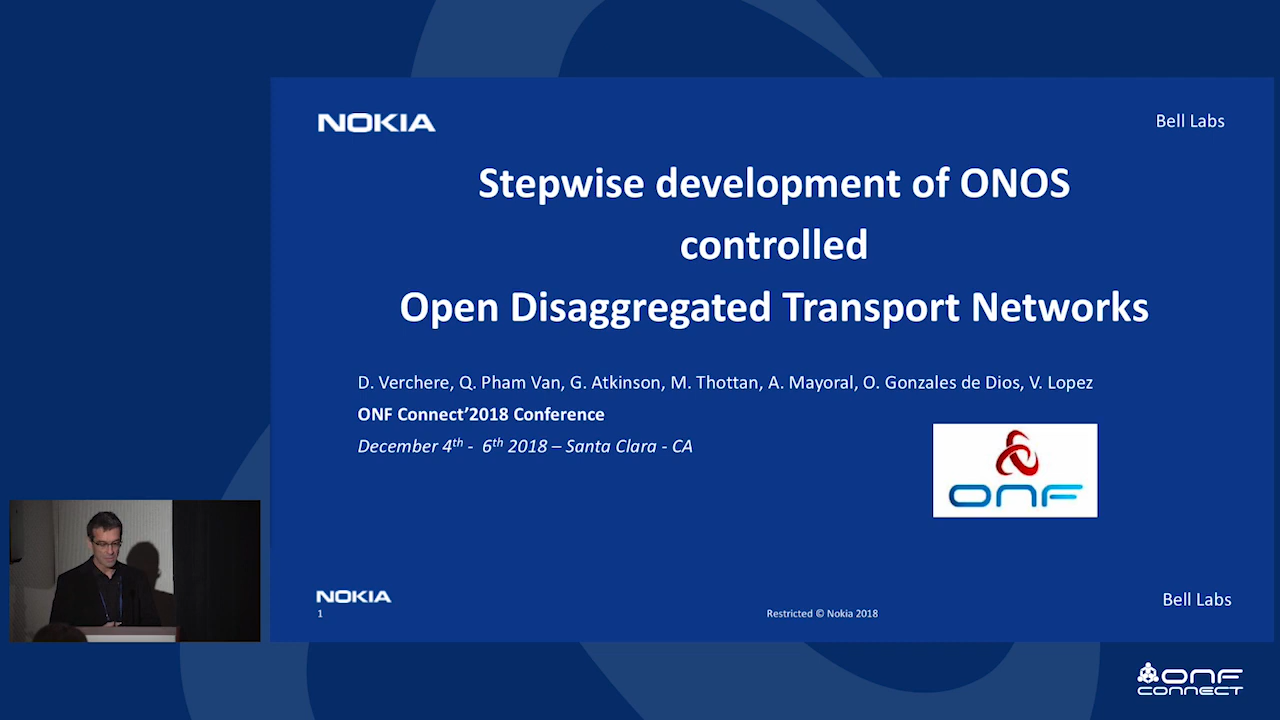 NOKIA
Bell Labs
Stepwise development of ONOS
controlled
Open Disaggregated Transport Networks
D. Verchere, Q. Pham Van, G. Atkinson, M. Thottan, A. Mayoral, O. Gonzales de Dios, V. Lopez
ONF Connect’2018 Conference
December 4th - 6th 2018 – Santa Clara - CA
ONF
NOKIA
1
Restricted © Nokia 2018
Bell Labs
ONF
CONNECT